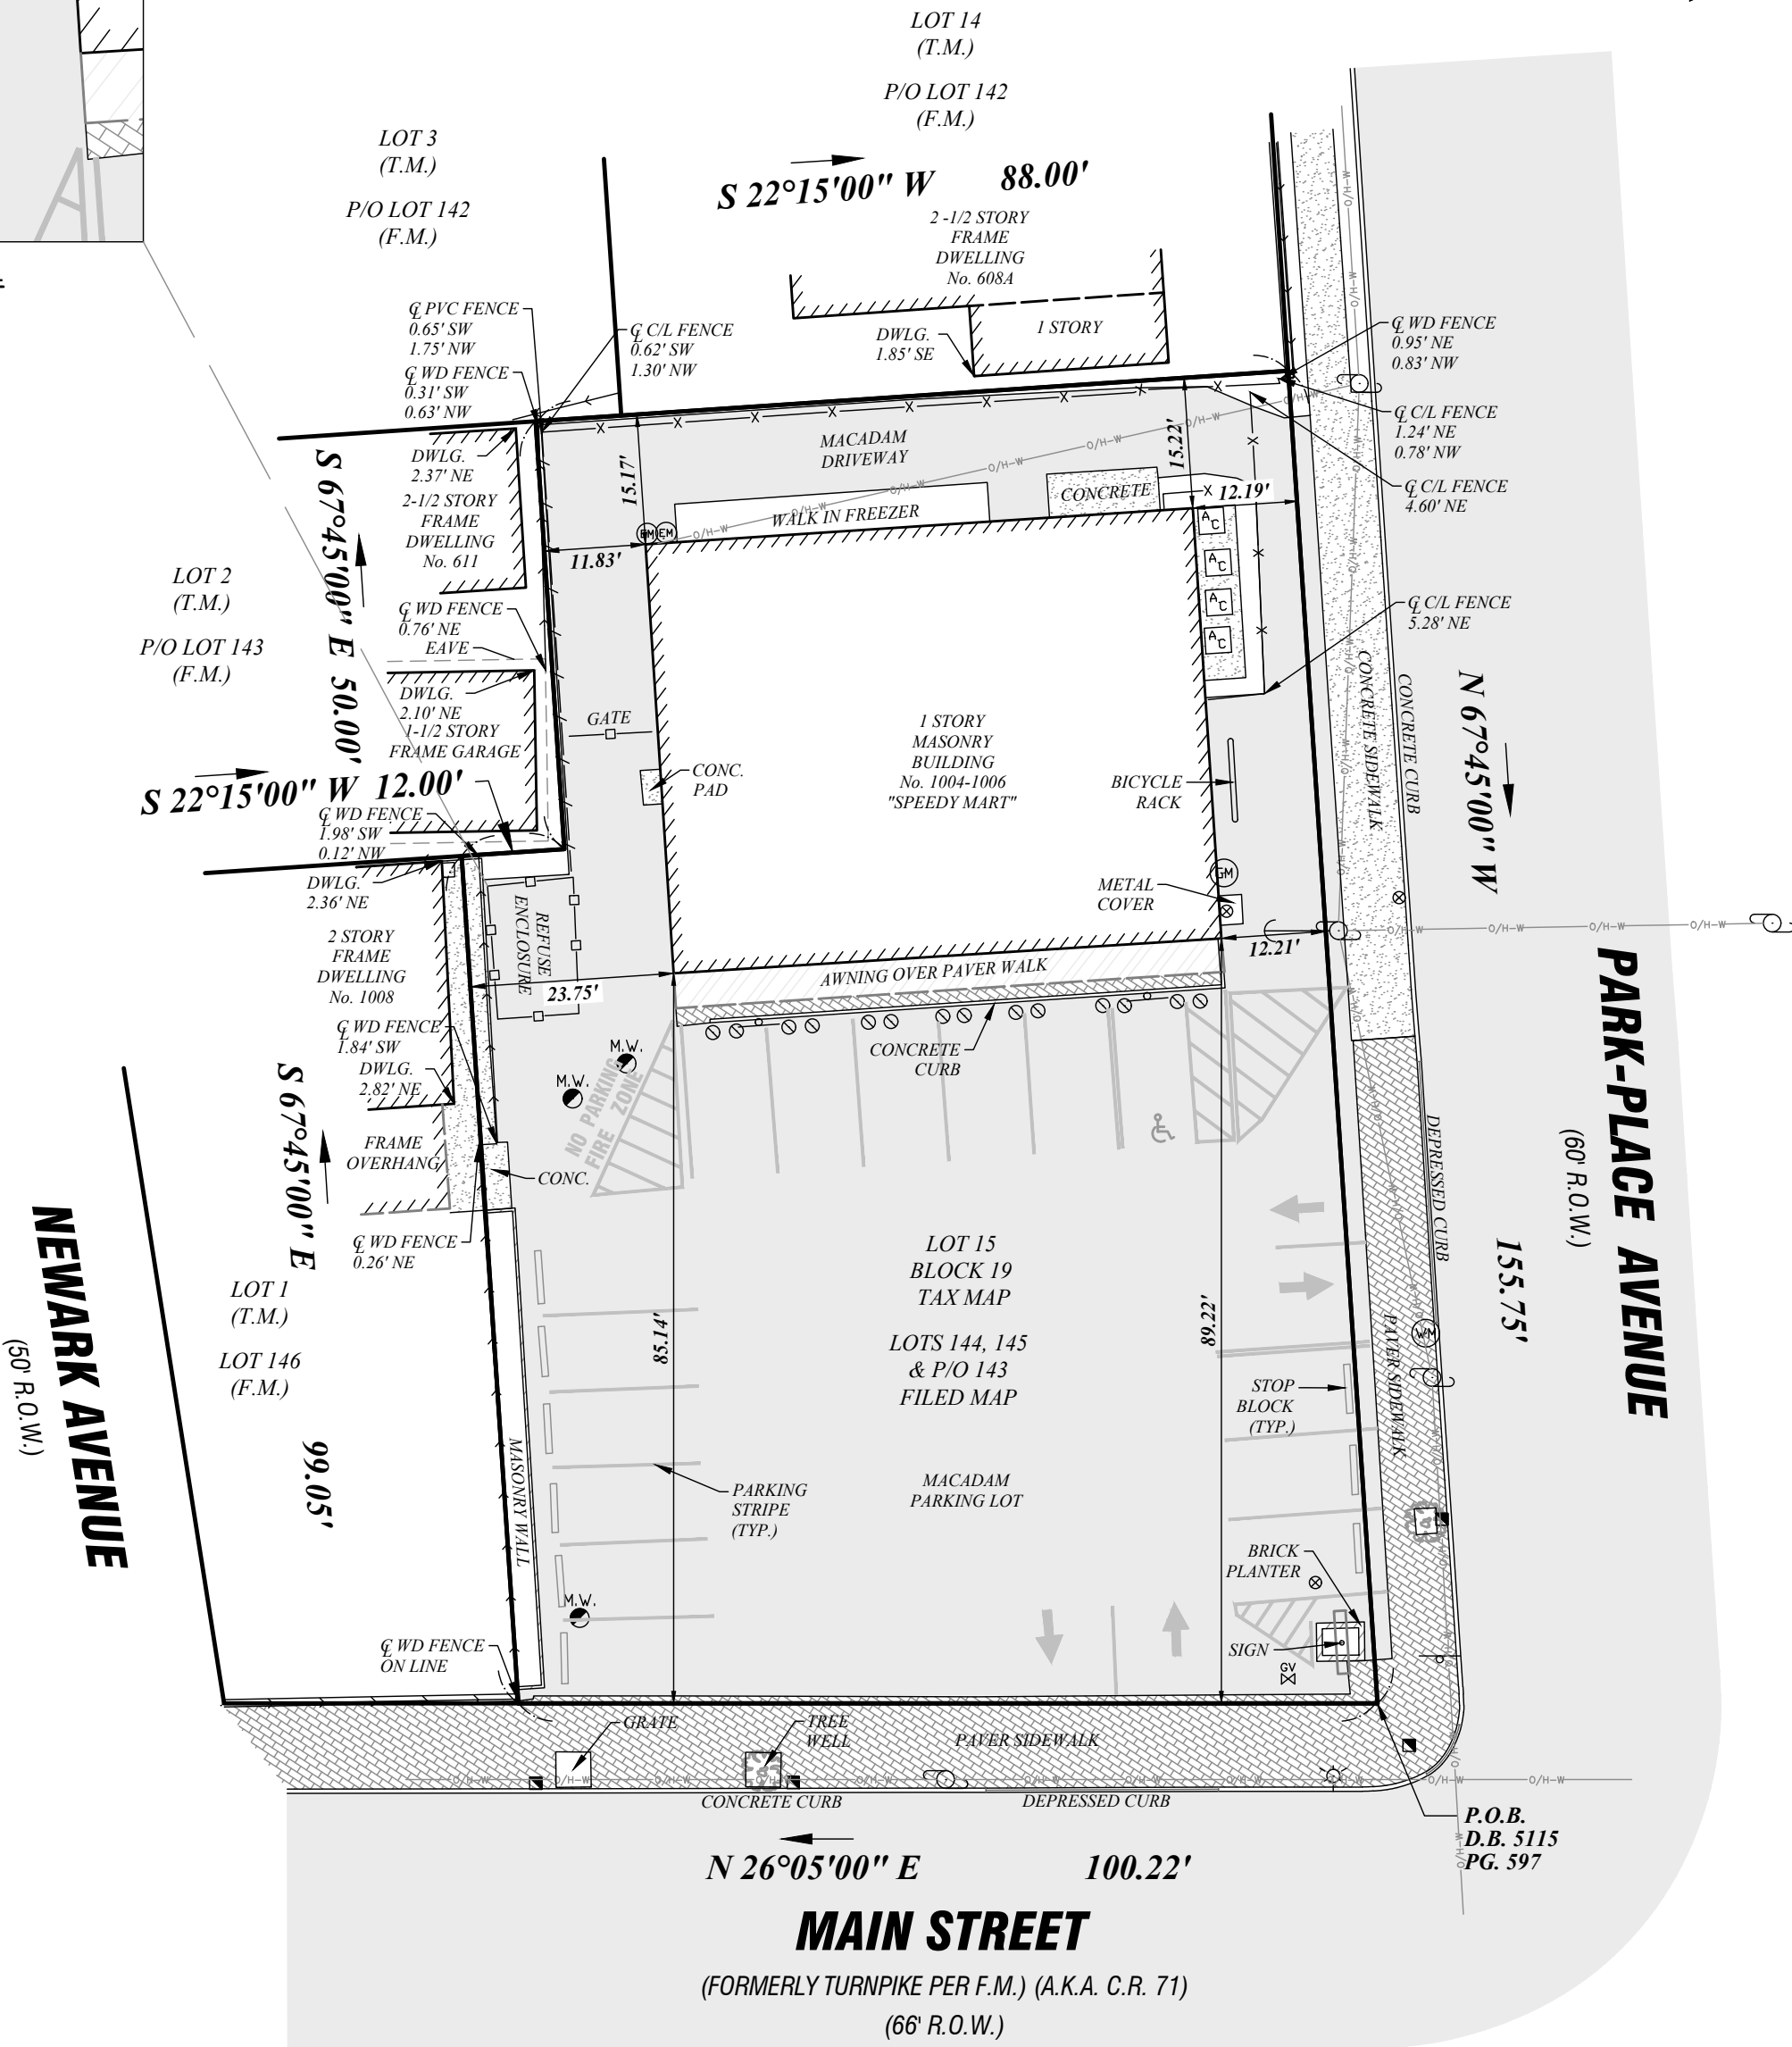 LOT 14
(T.M.)
P/O LOT 142
(F.M.)
LOT 3
(T.M.)
P/O LOT 142
(F.M.)
S 22°15'00" W 88.00'
2 -1/2 STORY
FRAME
DWELLING
No. 608A
1 STORY
DWLG.
1.85' SE
℄ PVC FENCE
0.65' SW
1.75' NW
℄ WD FENCE
0.31' SW
0.63' NW
℄ C/L FENCE
0.62' SW
1.30' NW
℄ WD FENCE
0.95' NE
0.83' NW
℄ C/L FENCE
1.24' NE
0.78' NW
℄ C/L FENCE
4.60' NE
℄ C/L FENCE
5.28' NE
MACADAM
DRIVEWAY
15.17'
15.22'
12.19'
11.83'
WALK IN FREEZER
CONCRETE
EM
EM
AC
AC
AC
AC
DWLG.
2.37' NE
2-1/2 STORY
FRAME
DWELLING
No. 611
S 67°45'00" E 50.00'
LOT 2
(T.M.)
P/O LOT 143
(F.M.)
℄ WD FENCE
0.76' NE
EAVE
DWLG.
2.10' NE
1-1/2 STORY
FRAME GARAGE
GATE
CONC.
PAD
1 STORY
MASONRY
BUILDING
No. 1004-1006
"SPEEDY MART"
BICYCLE
RACK
GM
METAL
COVER
12.21'
CONCRETE SIDEWALK
CONCRETE CURB
N 67°45'00" W
155.75'
S 22°15'00" W 12.00'
℄ WD FENCE
1.98' SW
0.12' NW
DWLG.
2.36' NE
2 STORY
FRAME
DWELLING
No. 1008
REFUSE
ENCLOSURE
23.75'
AWNING OVER PAVER WALK
CONCRETE
CURB
℄ WD FENCE
1.84' SW
DWLG.
2.82' NE
FRAME
OVERHANG
CONC.
℄ WD FENCE
0.26' NE
M.W.
M.W.
NO PARKING
FIRE ZONE
S 67°45'00" E
99.05'
LOT 1
(T.M.)
LOT 146
(F.M.)
NEWARK AVENUE
(50' R.O.W.)
PARK-PLACE AVENUE
(60' R.O.W.)
DEPRESSED CURB
PAVER SIDEWALK
WM
LOT 15
BLOCK 19
TAX MAP
LOTS 144, 145
& P/O 143
FILED MAP
85.14'
89.22'
STOP
BLOCK
(TYP.)
MACADAM
PARKING LOT
PARKING
STRIPE
(TYP.)
MASONRY WALL
M.W.
BRICK
PLANTER
SIGN
GV
℄ WD FENCE
ON LINE
GRATE
TREE
WELL
PAVER SIDEWALK
CONCRETE CURB
DEPRESSED CURB
O/H-W
O/H-W
O/H-W
O/H-W
O/H-W
O/H-W
O/H-W
O/H-W
O/H-W
P.O.B.
D.B. 5115
PG. 597
N 26°05'00" E 100.22'
MAIN STREET
(FORMERLY TURNPIKE PER F.M.) (A.K.A. C.R. 71)
(66' R.O.W.)